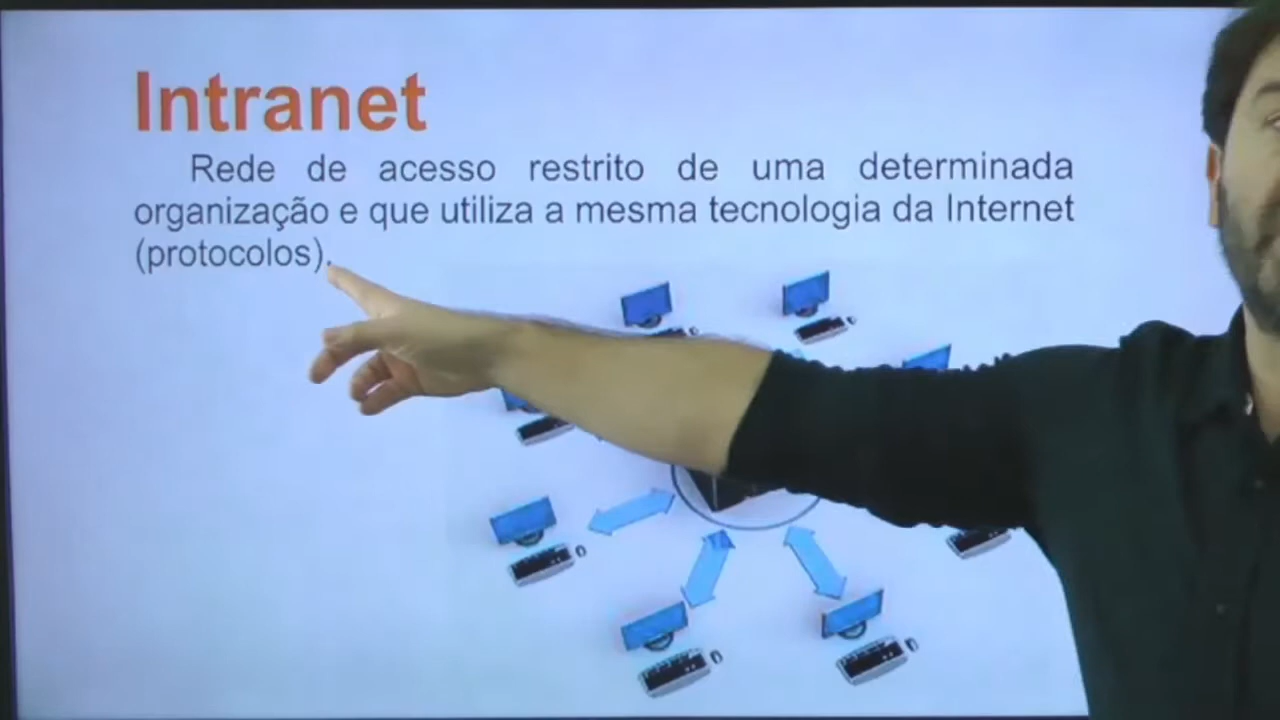 Intranet
Rede de acesso restrito de uma determinada
organização e que utiliza a mesma tecnologia da Internet
(protocolos).